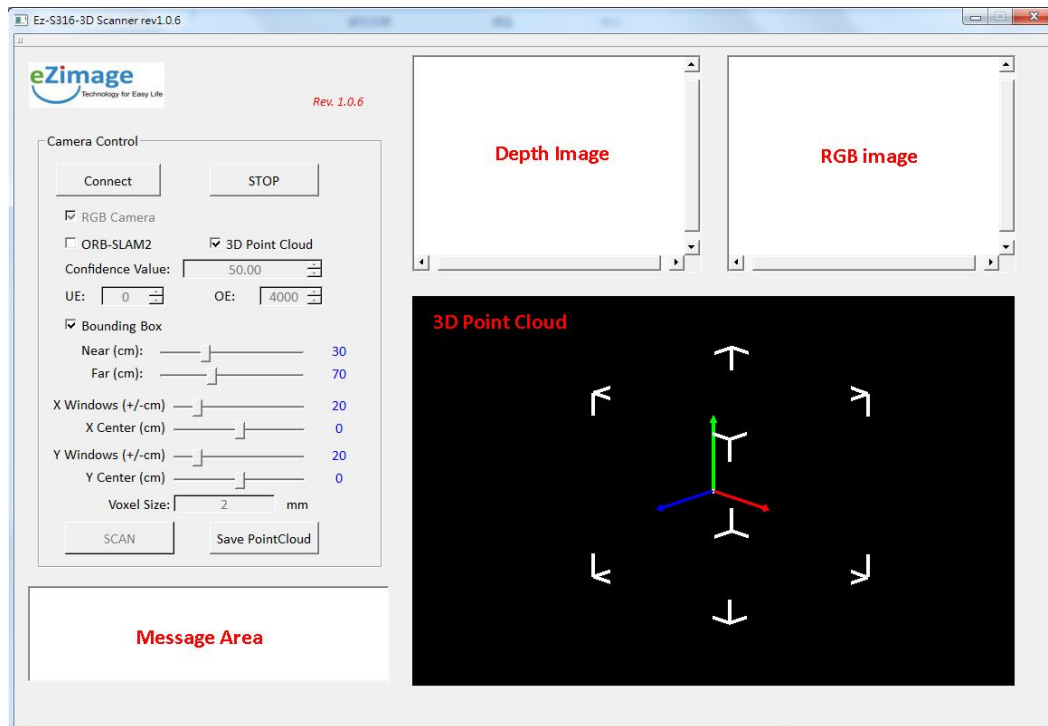 Ez-S316-3D Scanner rev1.0.6
eZimage
Technology for Easy Life
Rev. 1.0.6
Camera Control
Connect STOP
RGB Camera
ORB-SLAM2 3D Point Cloud
Confidence Value: 50.00
UE: 0 OE: 4000
Bounding Box
Near (cm): 30
Far (cm): 70
X Windows (+/-cm) 20
X Center (cm) 0
Y Windows (+/-cm) 20
Y Center (cm) 0
Voxel Size: 2 mm
SCAN Save PointCloud
Message Area
Depth Image
RGB image
3D Point Cloud